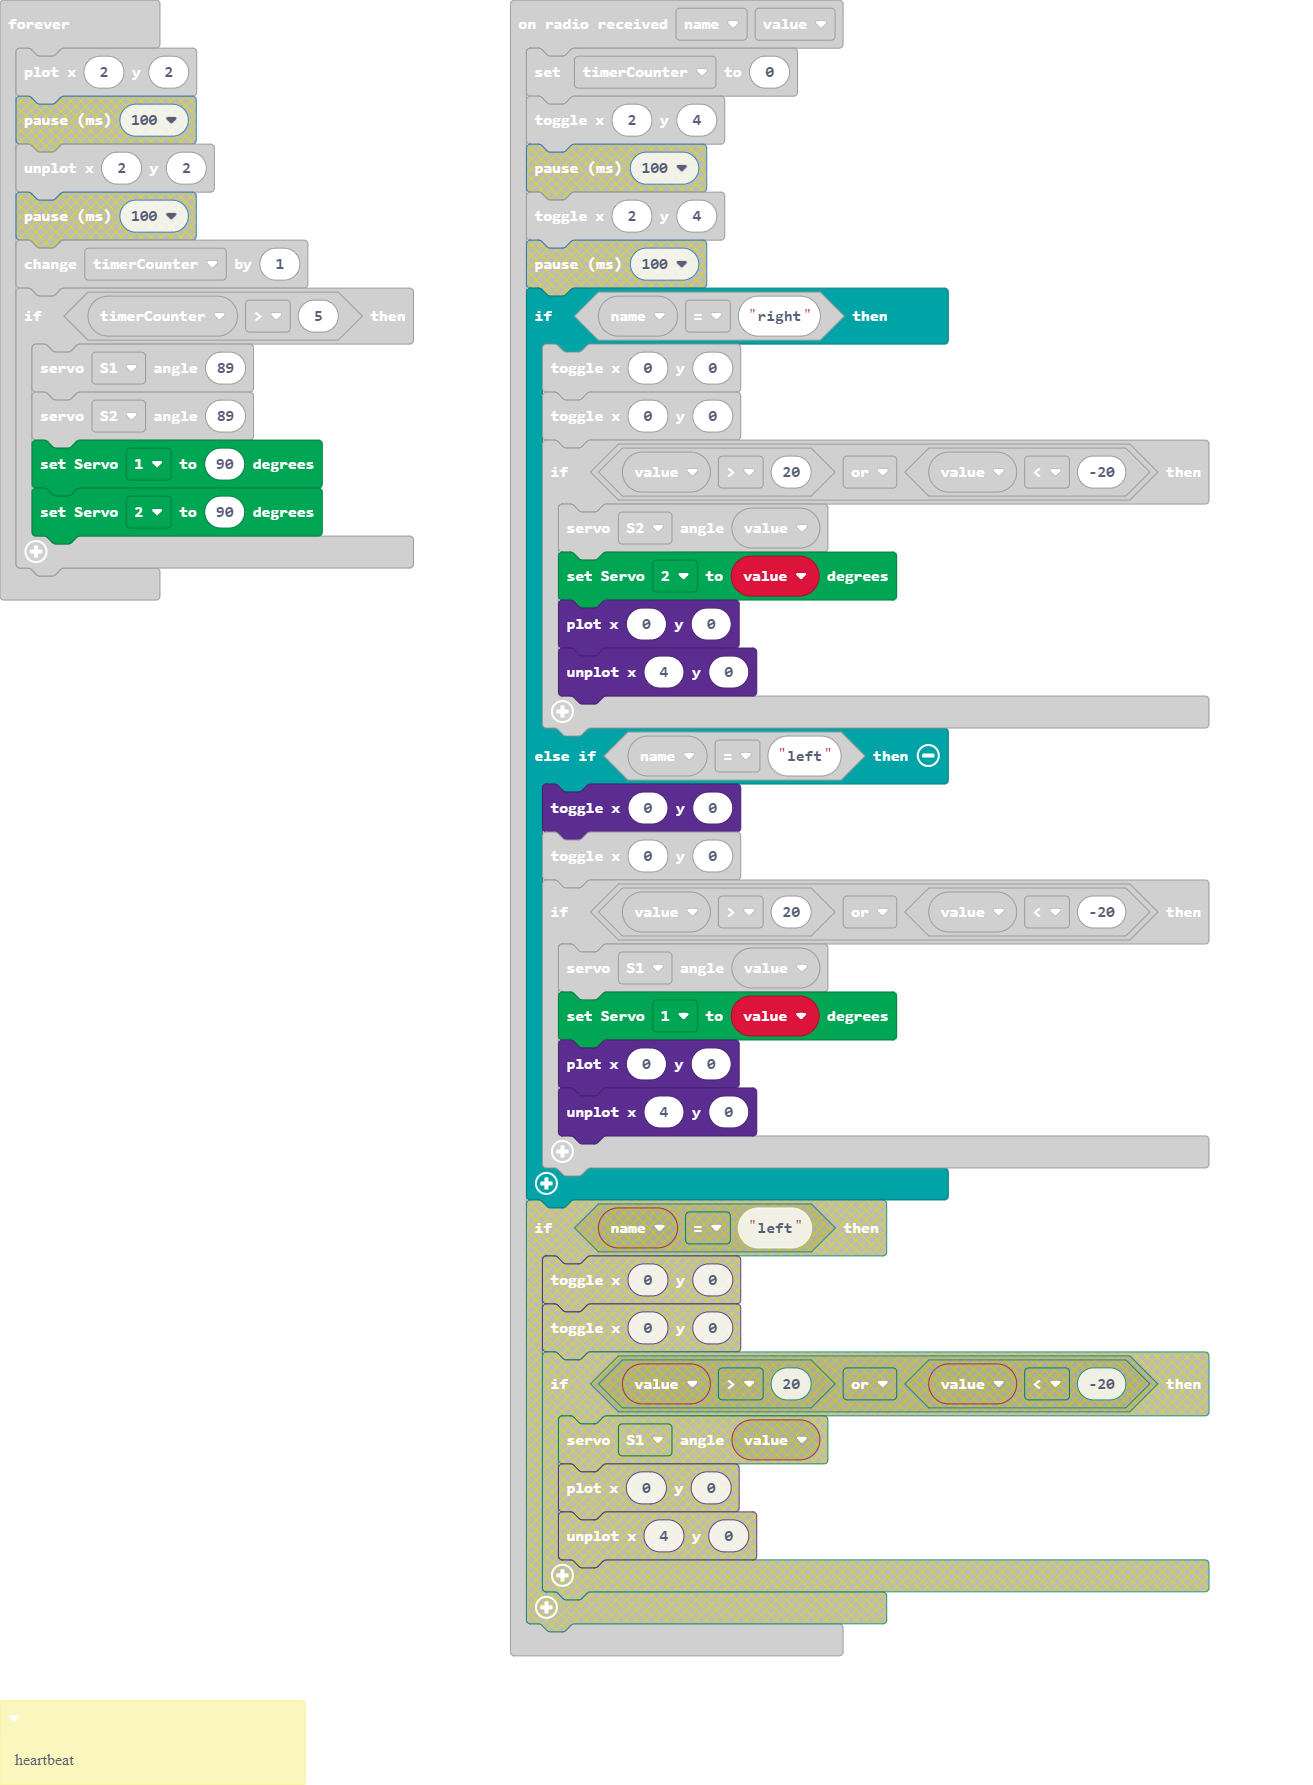 forever
plot x 2 y 2
pause (ms) 100
unplot x 2 y 2
pause (ms) 100
change timerCounter by 1
if timerCounter > 5 then
servo S1 angle 89
servo S2 angle 89
set Servo 1 to 90 degrees
set Servo 2 to 90 degrees
on radio received name value
set timerCounter to 0
toggle x 2 y 4
pause (ms) 100
toggle x 2 y 4
pause (ms) 100
if name = "right" then
toggle x 0 y 0
toggle x 0 y 0
if value > 20 or value < -20 then
servo S2 angle value
set Servo 2 to value degrees
plot x 0 y 0
unplot x 4 y 0
else if name = "left" then
toggle x 0 y 0
toggle x 0 y 0
if value > 20 or value < -20 then
servo S1 angle value
set Servo 1 to value degrees
plot x 0 y 0
unplot x 4 y 0
if name = "left" then
toggle x 0 y 0
toggle x 0 y 0
if value > 20 or value < -20 then
servo S1 angle value
plot x 0 y 0
unplot x 4 y 0
heartbeat